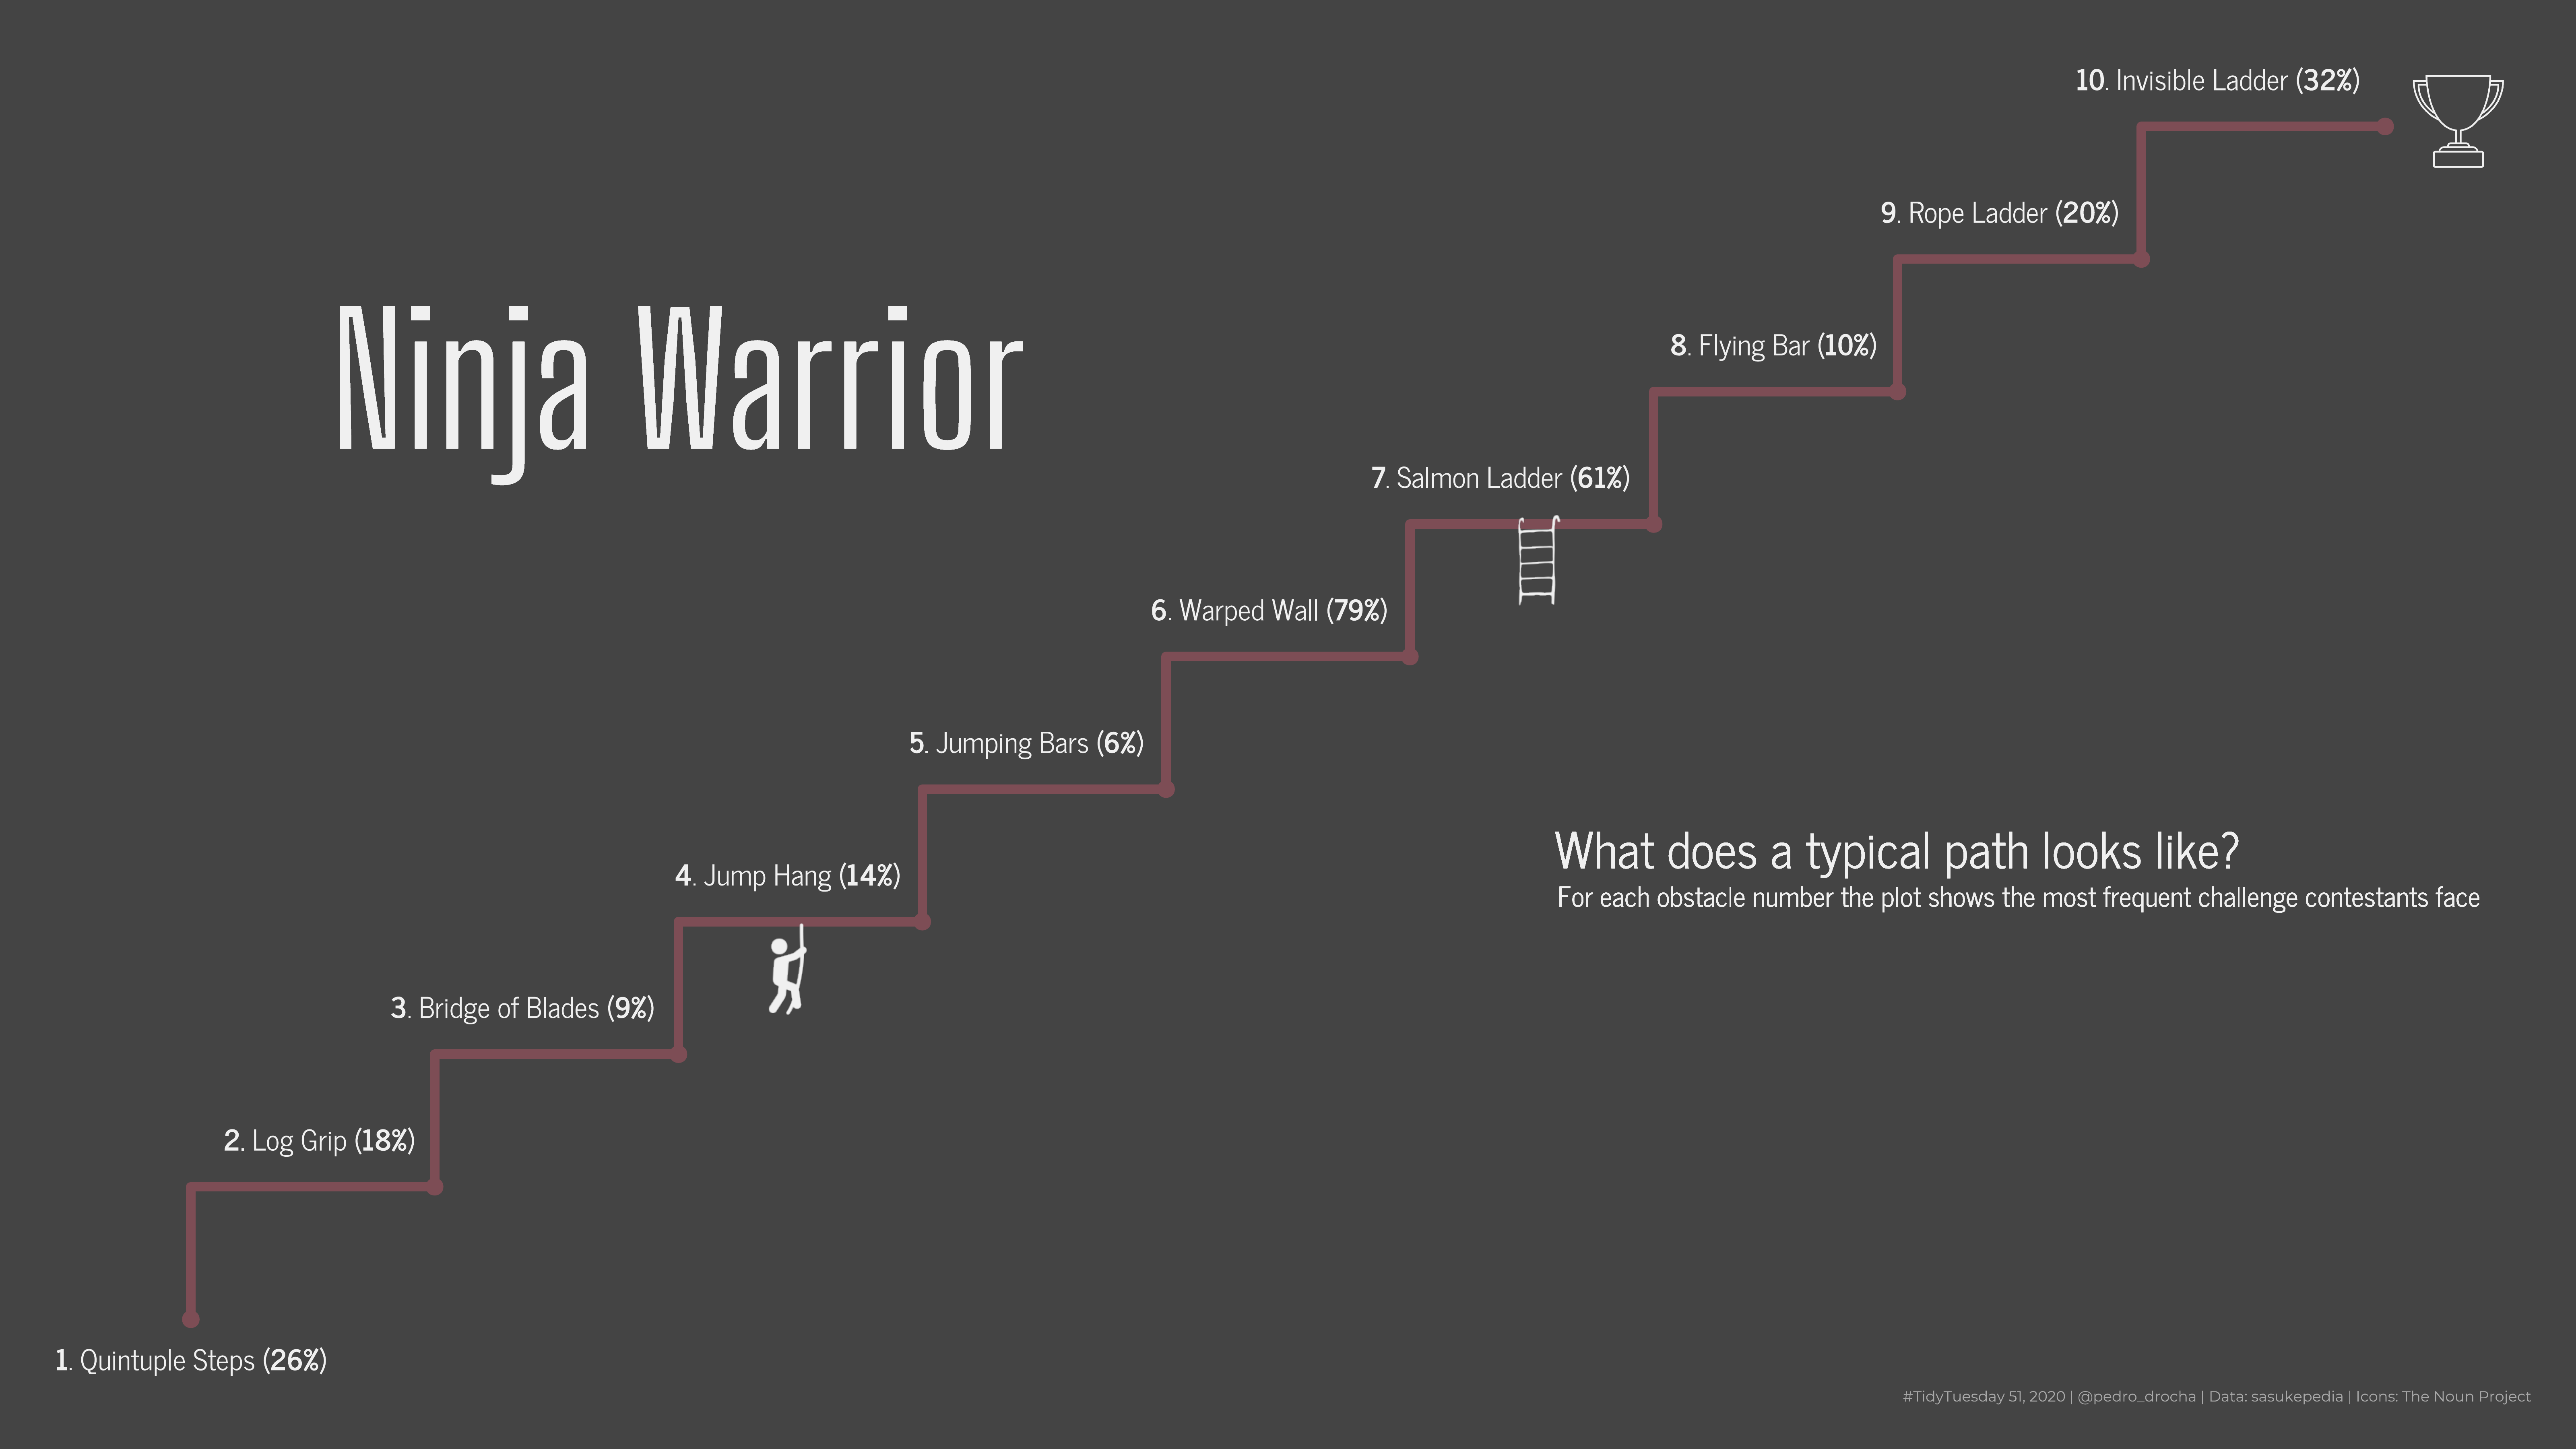 10. Invisible Ladder (32%)
9. Rope Ladder (20%)
8. Flying Bar (10%)
Ninja Warrior
7. Salmon Ladder (61%)
6. Warped Wall (79%)
5. Jumping Bars (6%)
What does a typical path looks like?
For each obstacle number the plot shows the most frequent challenge contestants face
4. Jump Hang (14%)
3. Bridge of Blades (9%)
2. Log Grip (18%)
1. Quintuple Steps (26%)
#TidyTuesday 51, 2020 | @pedro_drocha | Data: sasukepedia | Icons: The Noun Project